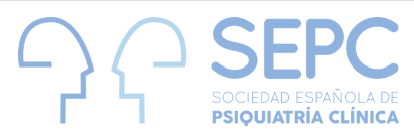 SEPC
SOCIEDAD ESPAÑOLA DE
PSIQUIATRÍA CLÍNICA